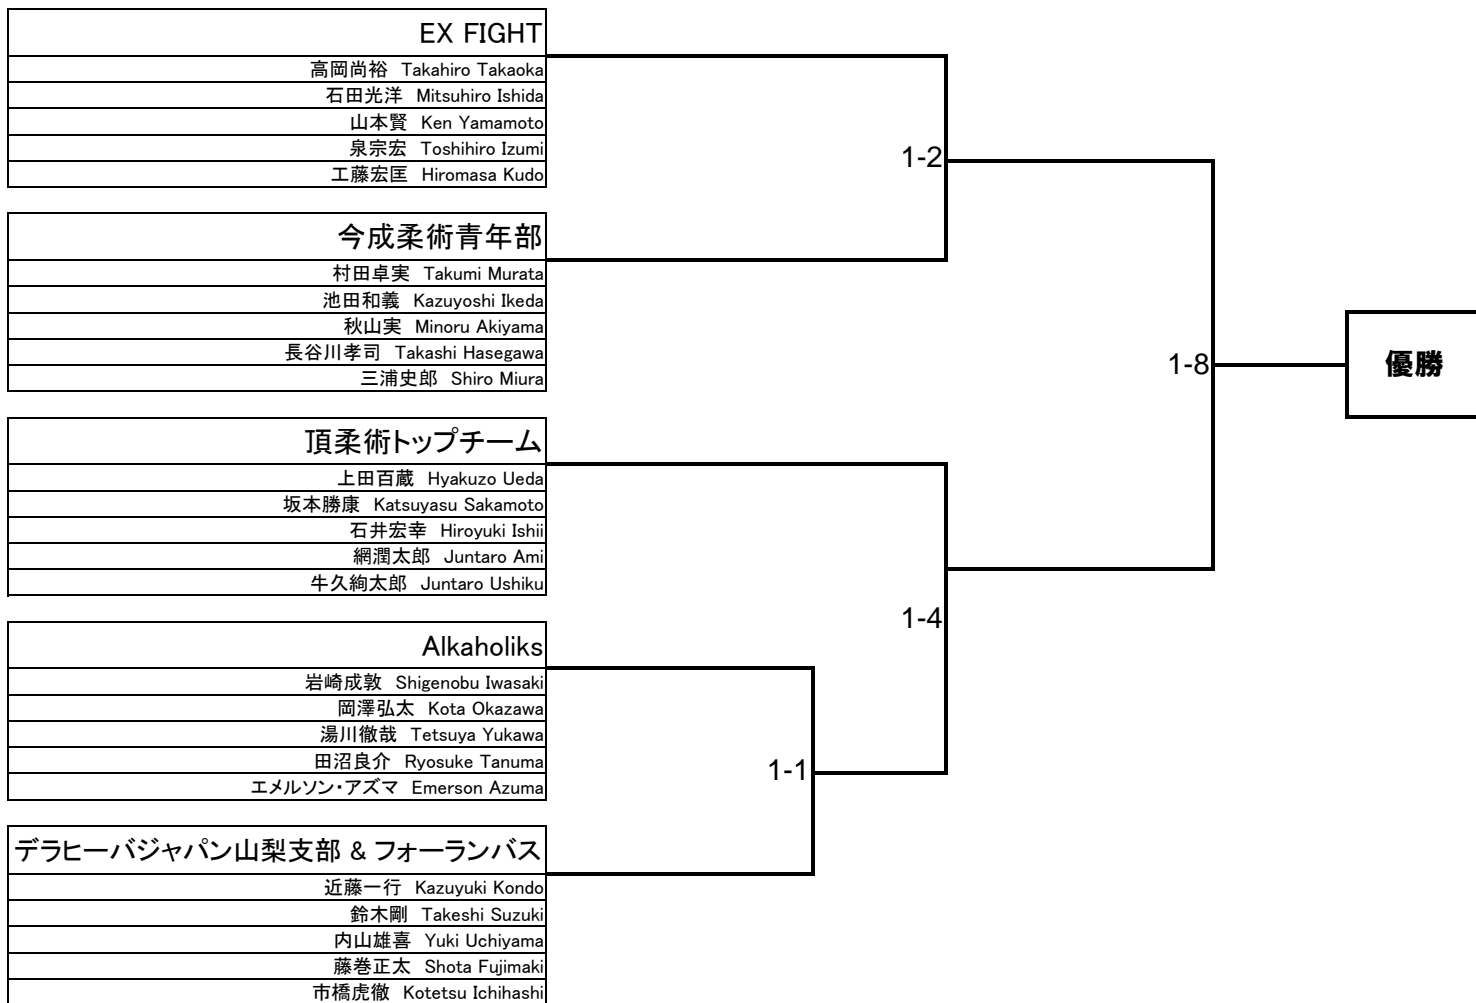 EX FIGHT
高岡尚裕 Takahiro Takaoka
石田光洋 Mitsuhiro Ishida
山本賢 Ken Yamamoto
泉宗宏 Toshihiro Izumi
工藤宏匡 Hiromasa Kudo
1-2
今成柔術青年部
村田卓実 Takumi Murata
池田和義 Kazuyoshi Ikeda
秋山実 Minoru Akiyama
長谷川孝司 Takashi Hasegawa
三浦史郎 Shiro Miura
1-8
優勝
頂柔術トップチーム
上田百蔵 Hyakuzo Ueda
坂本勝康 Katsuyasu Sakamoto
石井宏幸 Hiroyuki Ishii
網潤太郎 Juntaro Ami
牛久絢太郎 Juntaro Ushiku
1-4
Alkaholiks
岩崎成敦 Shigenobu Iwasaki
岡澤弘太 Kota Okazawa
湯川徹哉 Tetsuya Yukawa
田沼良介 Ryosuke Tanuma
エメルソン・アズマ Emerson Azuma
1-1
デラヒーバジャパン山梨支部 & フォーランバス
近藤一行 Kazuyuki Kondo
鈴木剛 Takeshi Suzuki
内山雄喜 Yuki Uchiyama
藤巻正太 Shota Fujimaki
市橋虎徹 Kotetsu Ichihashi